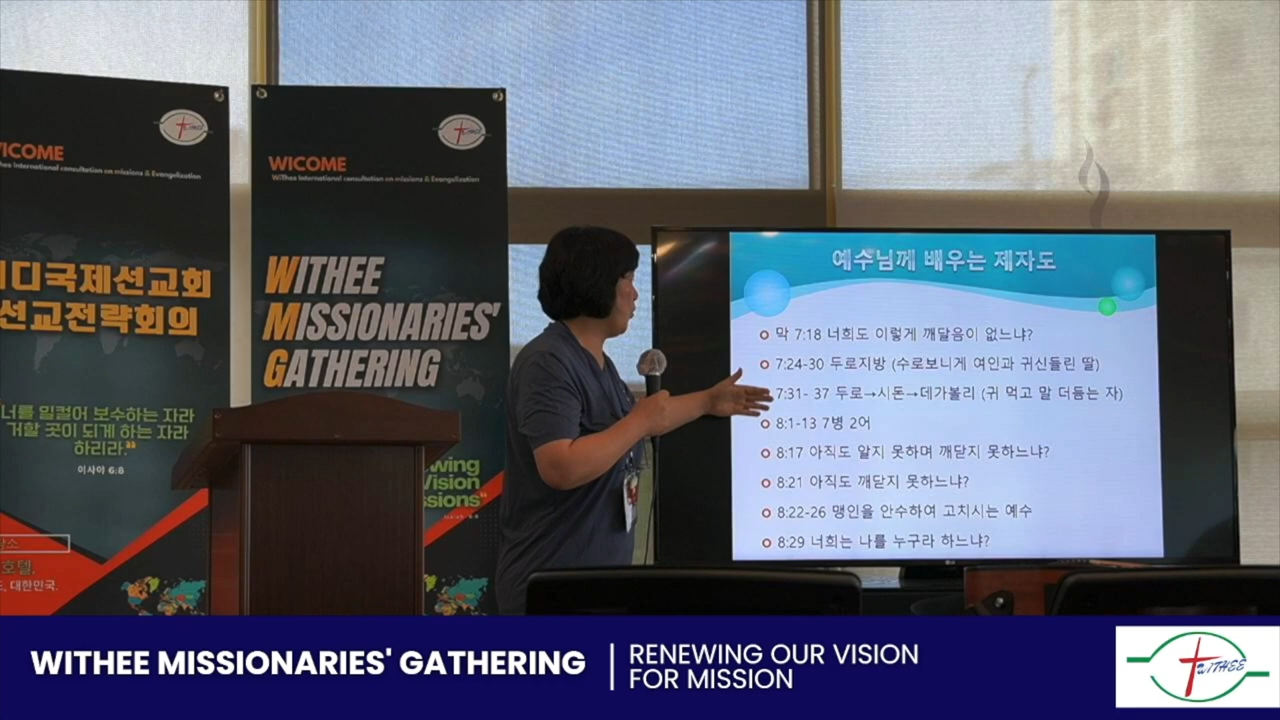 WICOME
WiThee International consultation on missions & Evangelization
디국제선교회
선교전략회의
너를 밀컬어 보수하는 자라
거할 곳이 되게 하는 자라
하리라."
이사야 6:8
호텔,
대한민국.
WICOME
WiThee International consultation on missions & Evangelization
WITHEE
MISSIONARIES'
GATHERING
wing
Vision
ssions"
예수님께 배우는 제자도
막 7:18 너희도 이렇게 깨달음이 없느냐?
7:24-30 두로지방 (수로보니게 여인과 귀신들린 딸)
7:31- 37 두로→시돈→데가볼리 (귀 먹고 말 더듬는 자)
8:1-13 7병 2어
8:17 아직도 알지 못하며 깨닫지 못하느냐?
8:21 아직도 깨닫지 못하느냐?
8:22-26 맹인을 안수하여 고치시는 예수
8:29 너희는 나를 누구라 하느냐?
WITHEE MISSIONARIES' GATHERING
RENEWING OUR VISION
FOR MISSION
WiTHEE